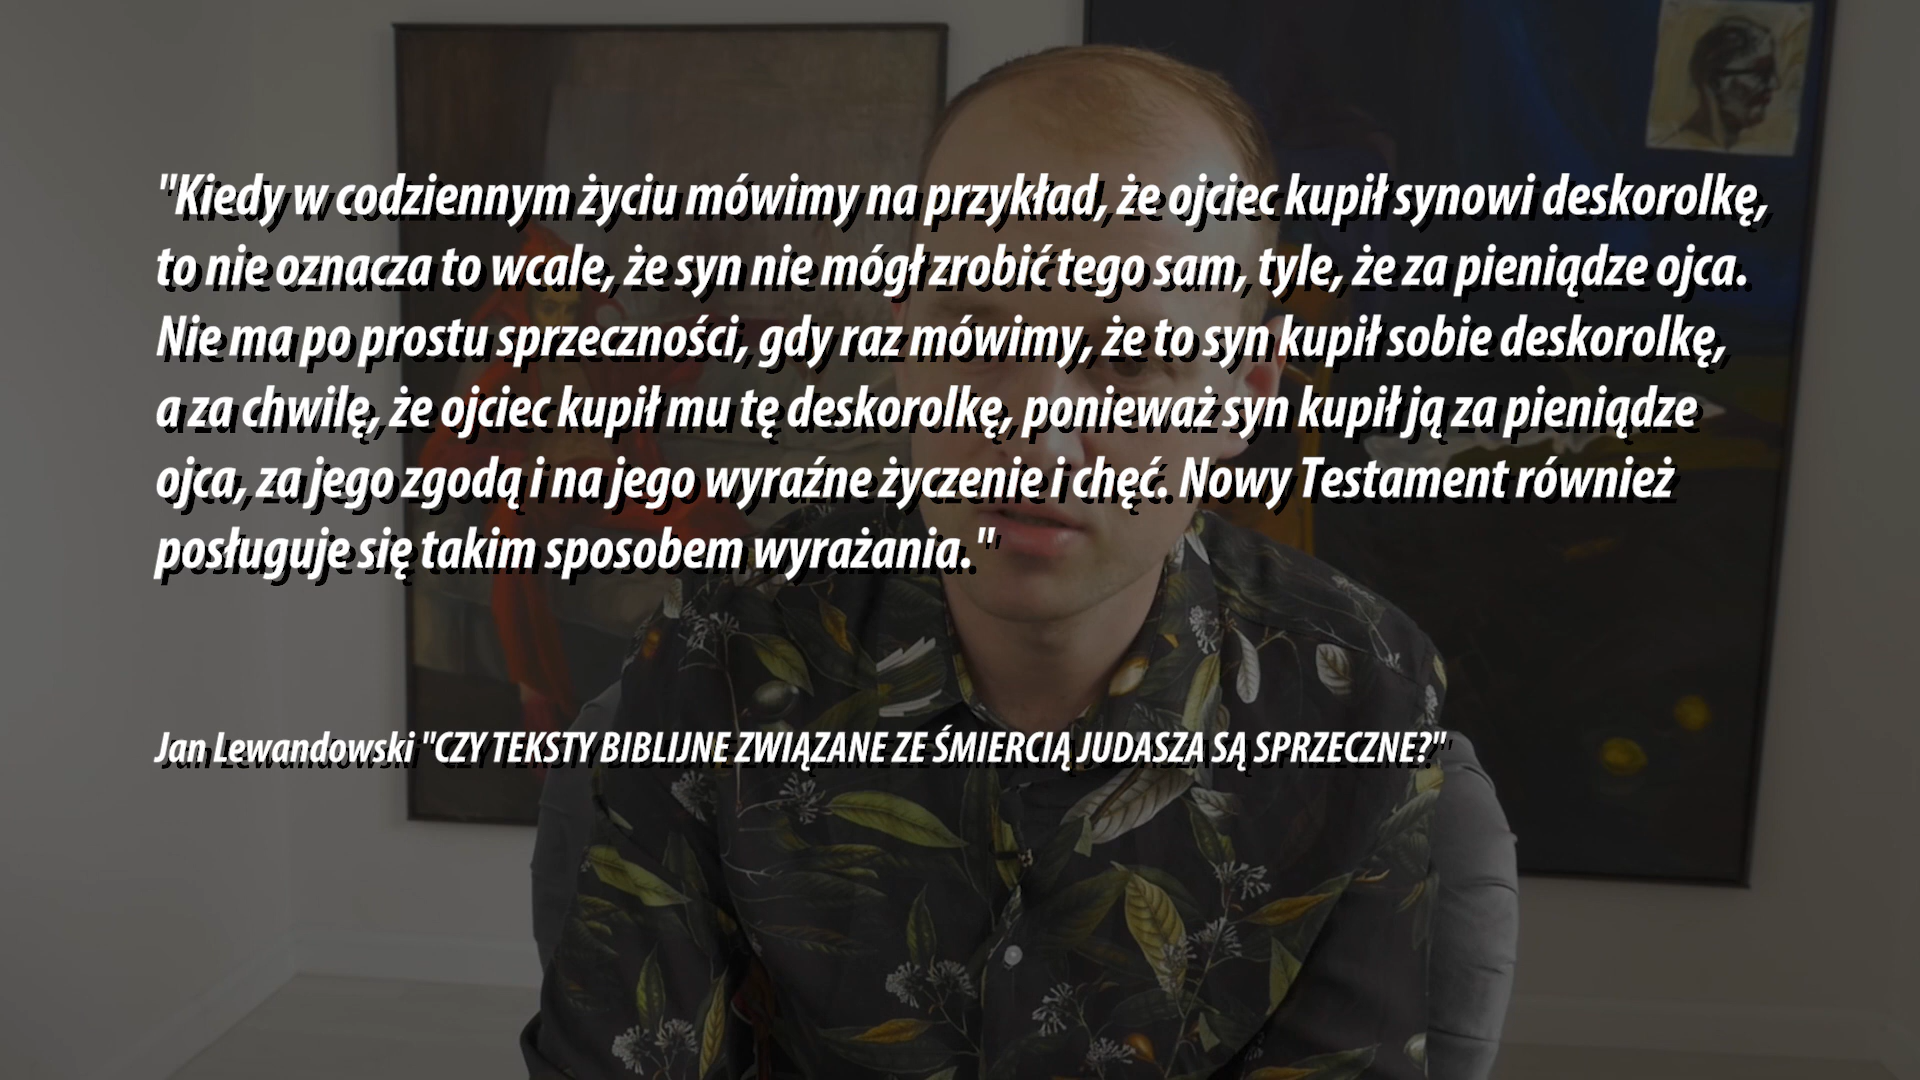 "Kiedy w codziennym życiu mówimy na przykład, że ojciec kupił synowi deskorolkę,
to nie oznacza to wcale, że syn nie mógł zrobić tego sam, tyle, że za pieniądze ojca.
Nie ma po prostu sprzeczności, gdy raz mówimy, że to syn kupił sobie deskorolkę,
a za chwilę, że ojciec kupił mu tę deskorolkę, ponieważ syn kupił ją za pieniądze
ojca, za jego zgodą i na jego wyraźne życzenie i chęć. Nowy Testament również
posługuje się takim sposobem wyrażania."
Jan Lewandowski "CZY TEKSTY BIBLIJNE ZWIĄZANE ZE ŚMIERCIĄ JUDASZA SĄ SPRZECZNE?"